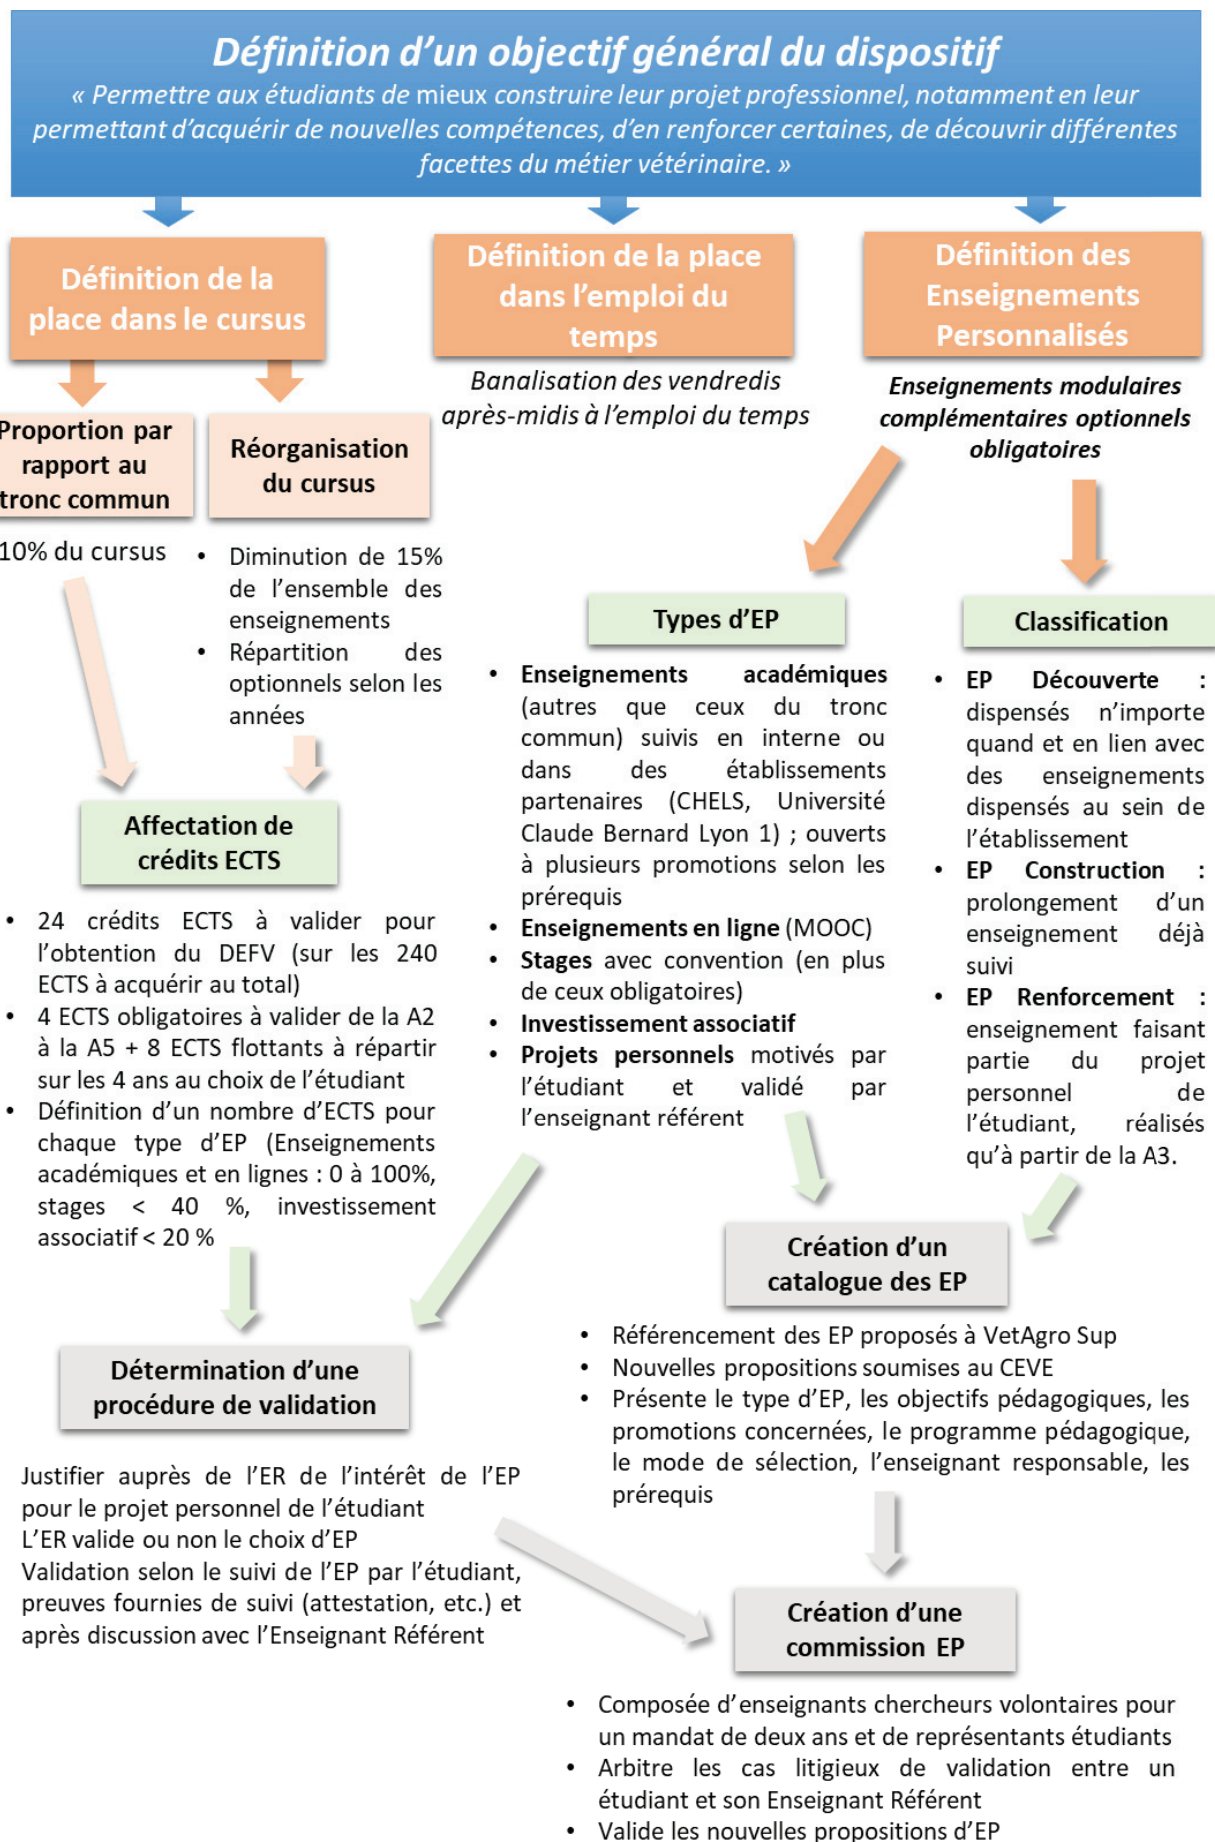 Définition d’un objectif général du dispositif
« Permettre aux étudiants de mieux construire leur projet professionnel, notamment en leur
permettant d’acquérir de nouvelles compétences, d’en renforcer certaines, de découvrir différentes
facettes du métier vétérinaire. »
Définition de la
place dans le cursus
Définition de la place
dans l’emploi du
temps
Définition des
Enseignements
Personnalisés
Banalisation des vendredis
après-midis à l’emploi du temps
Enseignements modulaires
complémentaires optionnels
obligatoires
Proportion par
rapport au
tronc commun
Réorganisation
du cursus
10% du cursus
• Diminution de 15%
de l’ensemble des
enseignements
• Répartition des
optionnels selon les
années
Types d’EP
• Enseignements académiques
(autres que ceux du tronc
commun) suivis en interne ou
dans des établissements
partenaires (CHELS, Université
Claude Bernard Lyon 1) ; ouverts
à plusieurs promotions selon les
prérequis
• Enseignements en ligne (MOOC)
• Stages avec convention (en plus
de ceux obligatoires)
• Investissement associatif
• Projets personnels motivés par
l’étudiant et validé par
l’enseignant référent
Classification
• EP Découverte :
dispensés n’importe
quand et en lien avec
des enseignements
dispensés au sein de
l’établissement
• EP Construction :
prolongement d’un
enseignement déjà
suivi
• EP Renforcement :
enseignement faisant
partie du projet
personnel de
l’étudiant, réalisés
qu’à partir de la A3.
Affectation de
crédits ECTS
• 24 crédits ECTS à valider pour
l’obtention du DEFV (sur les 240
ECTS à acquérir au total)
• 4 ECTS obligatoires à valider de la A2
à la A5 + 8 ECTS flottants à répartir
sur les 4 ans au choix de l’étudiant
• Définition d’un nombre d’ECTS pour
chaque type d’EP (Enseignements
académiques et en lignes : 0 à 100%,
stages < 40 %, investissement
associatif < 20 %
Création d’un
catalogue des EP
• Référencement des EP proposés à VetAgro Sup
• Nouvelles propositions soumises au CEVE
• Présente le type d’EP, les objectifs pédagogiques, les
promotions concernées, le programme pédagogique,
le mode de sélection, l’enseignant responsable, les
prérequis
Détermination d’une
procédure de validation
Justifier auprès de l’ER de l’intérêt de l’EP
pour le projet personnel de l’étudiant
L’ER valide ou non le choix d’EP
Validation selon le suivi de l’EP par l’étudiant,
preuves fournies de suivi (attestation, etc.) et
après discussion avec l’Enseignant Référent
Création d’une
commission EP
• Composée d’enseignants chercheurs volontaires pour
un mandat de deux ans et de représentants étudiants
• Arbitre les cas litigieux de validation entre un
étudiant et son Enseignant Référent
• Valide les nouvelles propositions d’EP